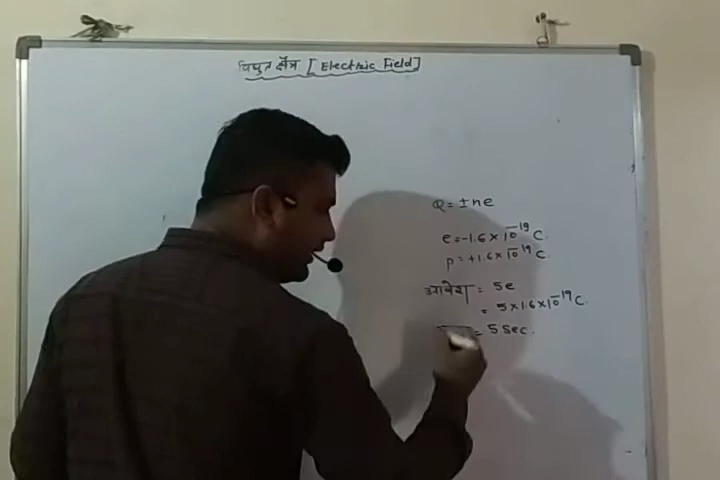 विद्युत क्षेत्र [Electric Field]
Q = ±ne
e = -1.6 × 10⁻¹⁹ C.
p = +1.6 × 10⁻¹⁹ C.
आवेश = 5e
= 5 × 1.6 × 10⁻¹⁹ C.
= 5 Sec.